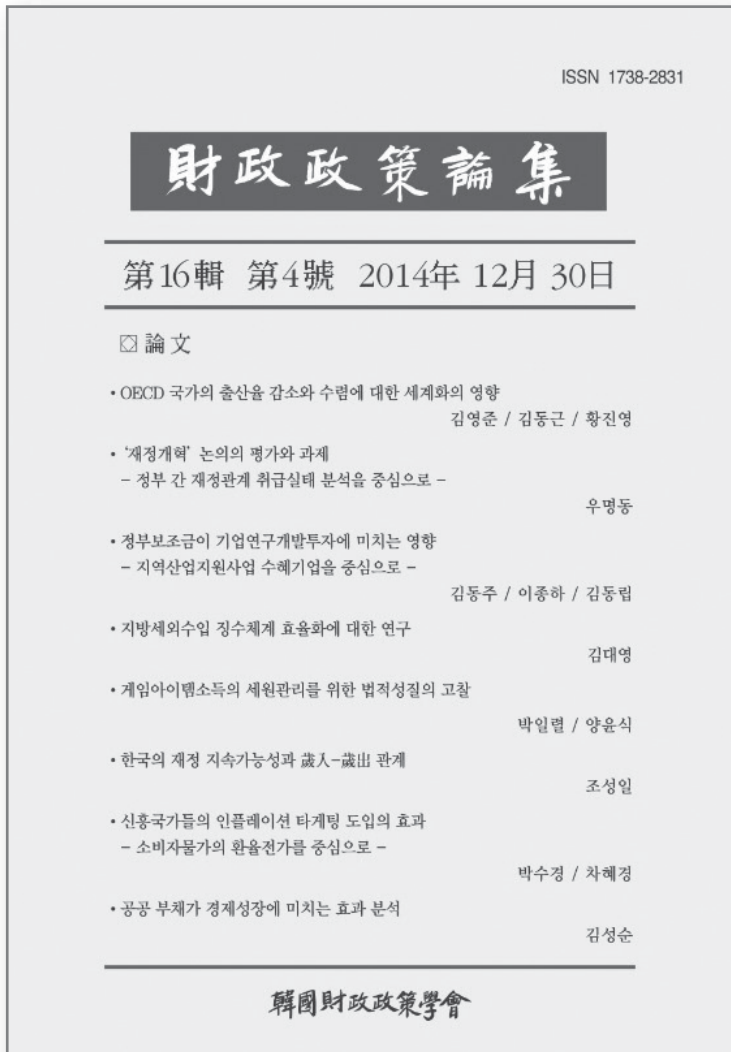 ISSN 1738-2831
財政政策論集
第16輯 第4號 2014年 12月 30日
論文
• OECD 국가의 출산율 감소와 수렴에 대한 세계화의 영향
김영준 / 김동근 / 황진영
• ‘재정개혁’ 논의의 평가와 과제
– 정부 간 재정관계 취급실태 분석을 중심으로 –
우명동
• 정부보조금이 기업연구개발투자에 미치는 영향
– 지역산업지원사업 수혜기업을 중심으로 –
김동주 / 이종하 / 김동립
• 지방세외수입 징수체계 효율화에 대한 연구
김대영
• 게임아이템소득의 세원관리를 위한 법적성질의 고찰
박일렬 / 양윤식
• 한국의 재정 지속가능성과 歲入–歲出 관계
조성일
• 신흥국가들의 인플레이션 타게팅 도입의 효과
– 소비자물가의 환율전가를 중심으로 –
박수경 / 차혜경
• 공공 부채가 경제성장에 미치는 효과 분석
김성순
韓國財政政策學會